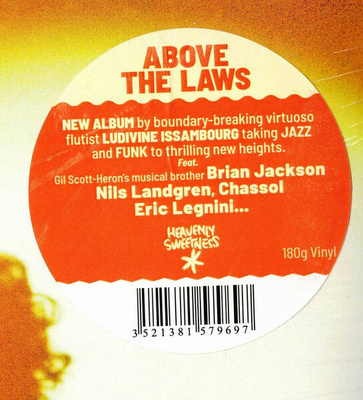 ABOVE
THE LAWS
NEW ALBUM by boundary-breaking virtuoso
flutist LUDIVINE ISSAMBOURG taking JAZZ
and FUNK to thrilling new heights.
Feat.
Gil Scott-Heron's musical brother Brian Jackson
Nils Landgren, Chassol
Eric Legnini...
HEAVENLY
SWEETNESS
180g Vinyl
3 521381 579697